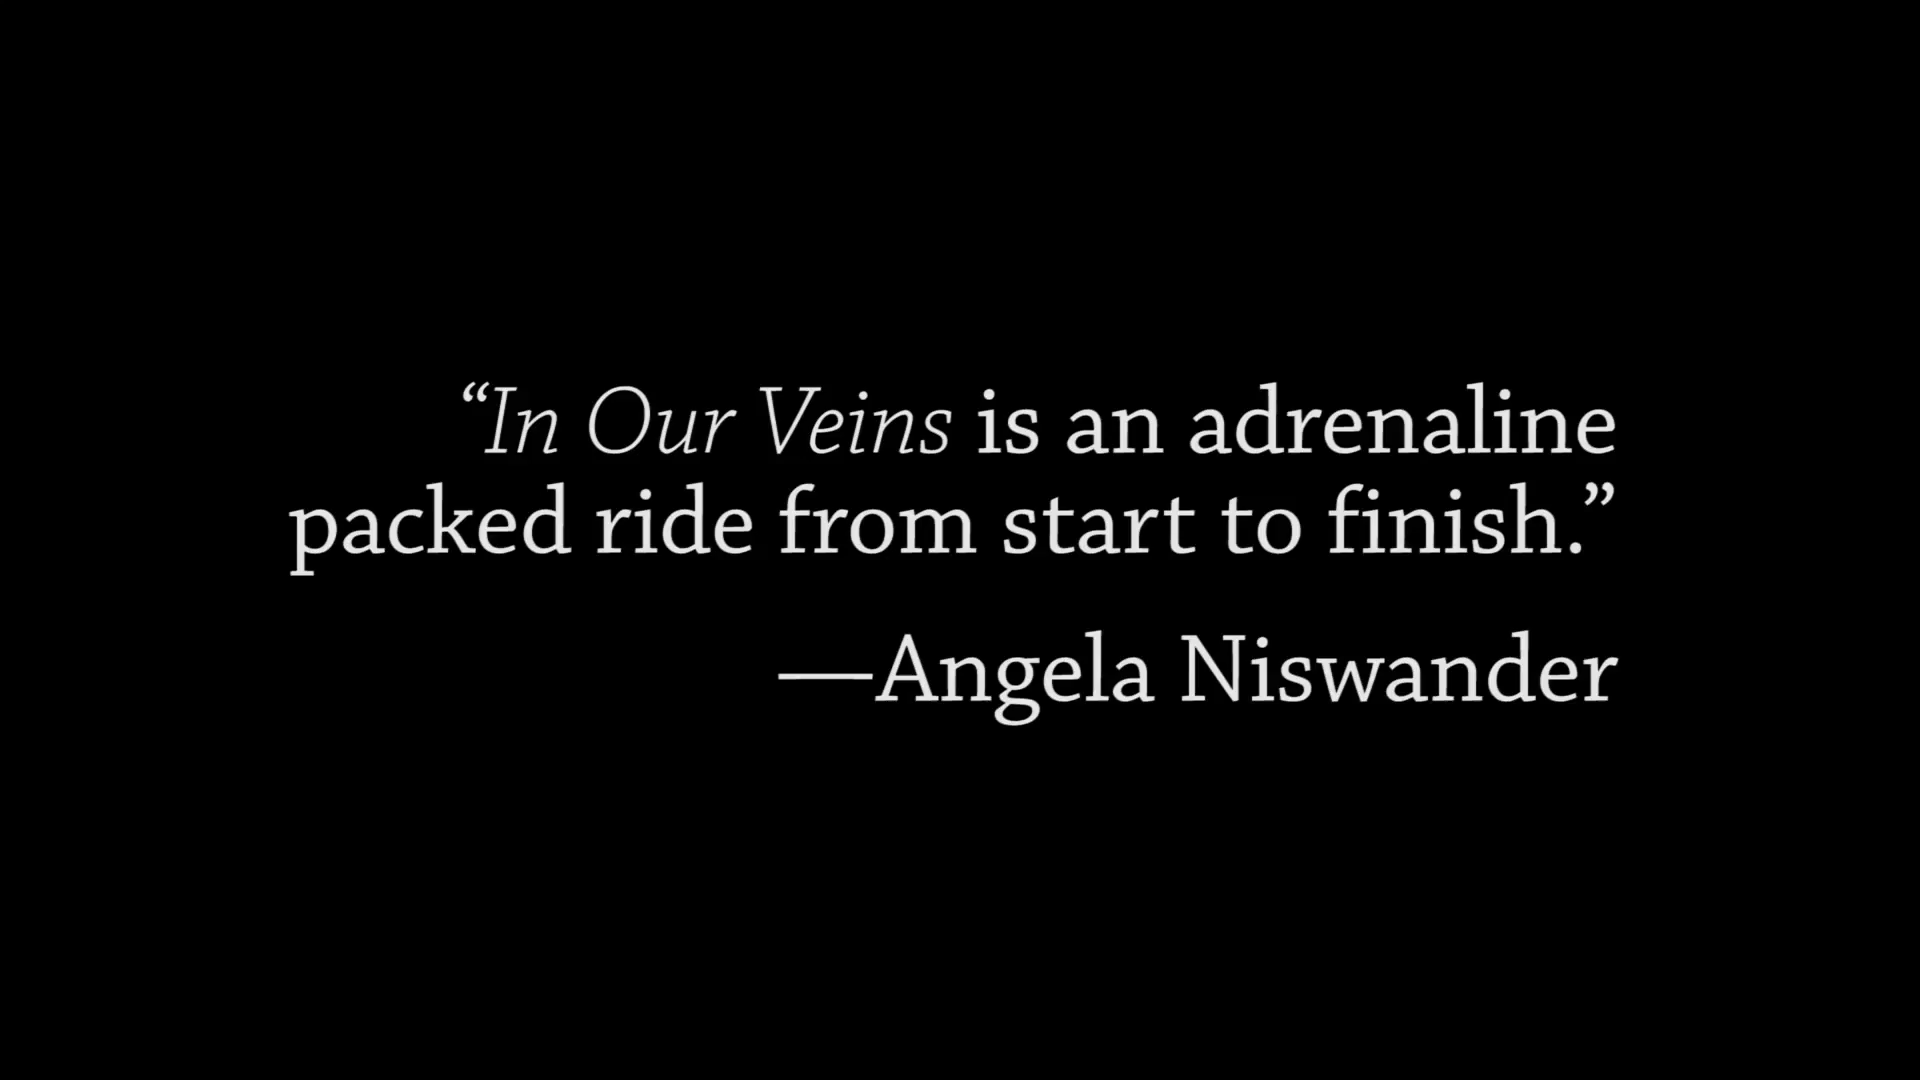 “In Our Veins is an adrenaline
packed ride from start to finish.”
—Angela Niswander